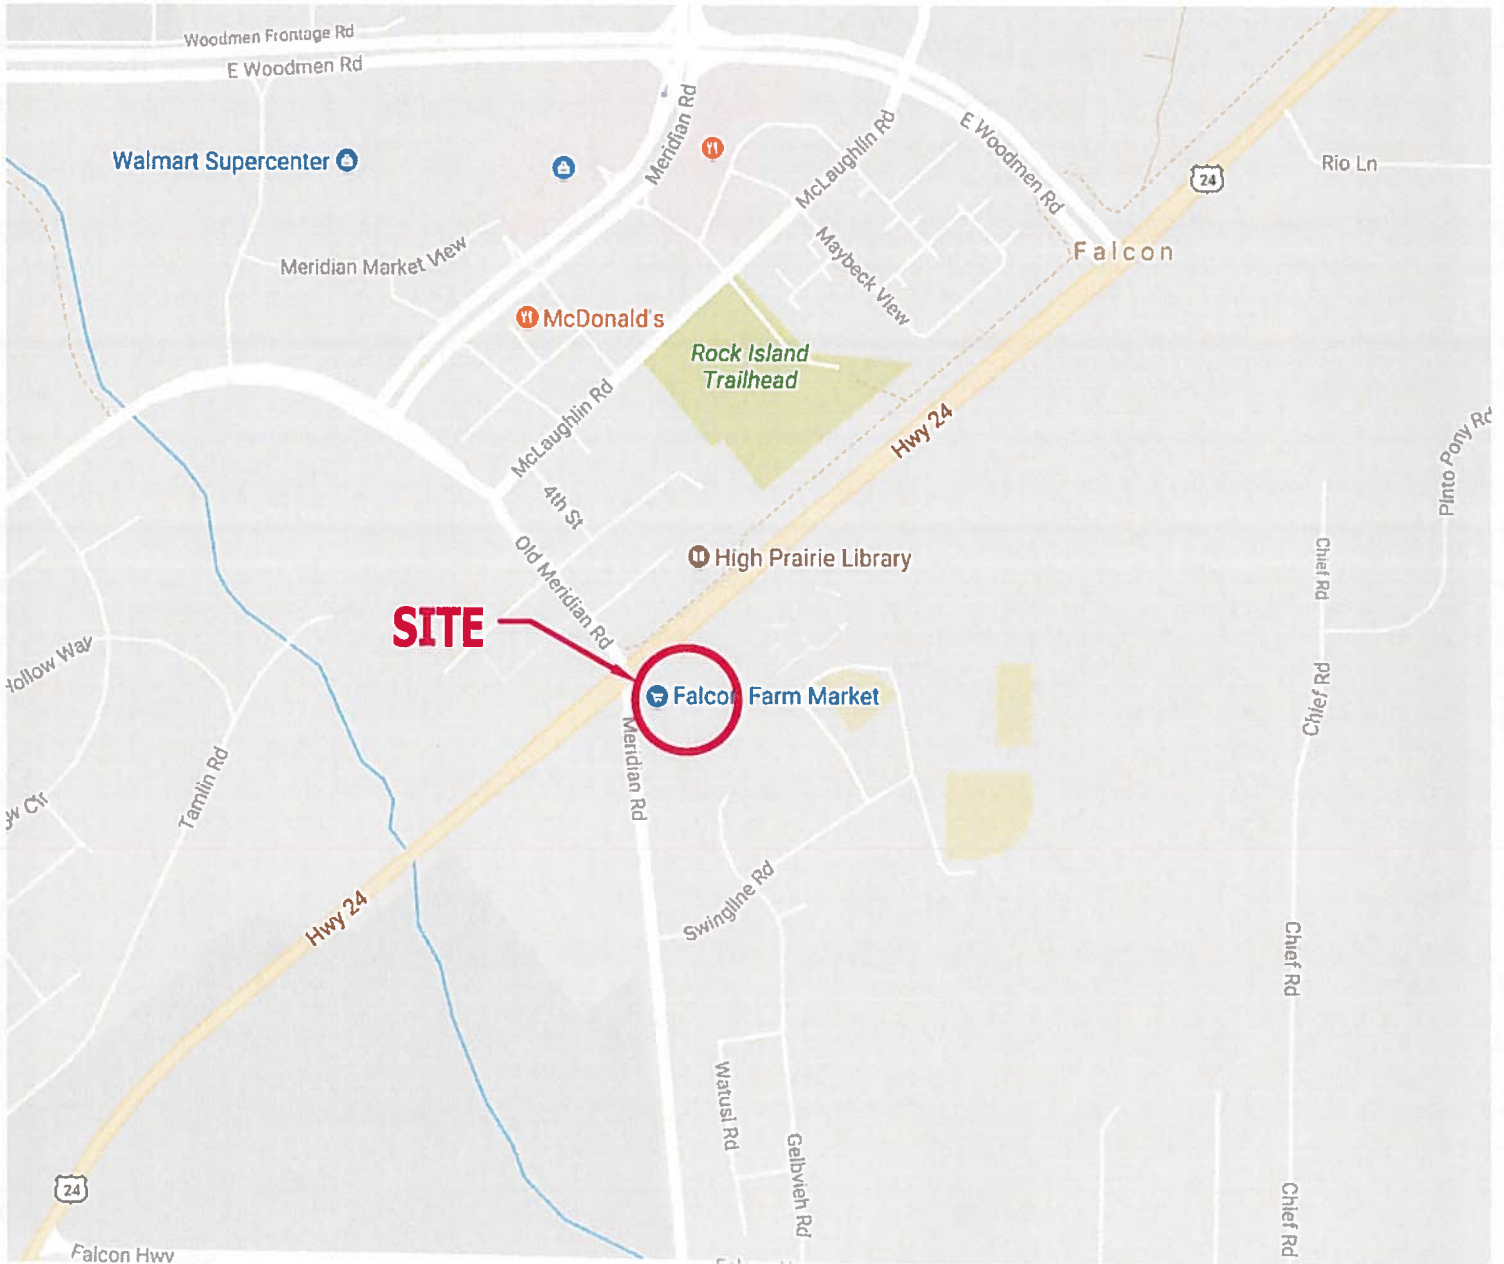 Woodmen Frontage Rd
E Woodmen Rd
Meridian Rd
McLaughlin Rd
E Woodmen Rd
Walmart Supercenter
24
Rio Ln
Falcon
Maybeck View
Meridian Market View
McDonald's
Rock Island
Trailhead
McLaughlin Rd
Hwy 24
Pinto Pony Rd
4th St
Old Meridian Rd
High Prairie Library
Chief Rd
SITE
Hollow Way
Falcon Farm Market
Chief Rd
Meridian Rd
Tamlin Rd
w Cir
Swingline Rd
Hwy 24
Chief Rd
Watusi Rd
Gelbvieh Rd
24
Chief Rd
Falcon Hwy